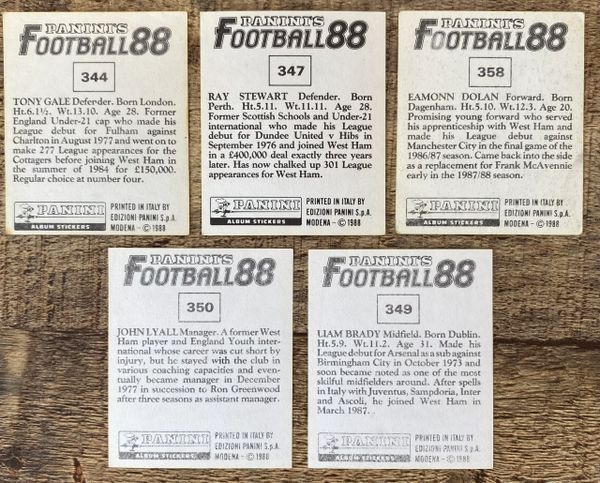 PANINI'S
FOOTBALL 88
344
TONY GALE Defender. Born London.
Ht.6.1½. Wt.13.10. Age 28. Former
England Under-21 cap who made his
League debut for Fulham against
Charlton in August 1977 and went on to
make 277 League appearances for the
Cottagers before joining West Ham in
the summer of 1984 for £150,000.
Regular choice at number four.
PANINI
ALBUM STICKERS
PRINTED IN ITALY BY
EDIZIONI PANINI S.p.A.
MODENA - © 1988
PANINI'S
FOOTBALL 88
347
RAY STEWART Defender. Born
Perth. Ht.5.11. Wt.11.11. Age 28.
Former Scottish Schools and Under-21
international who made his League
debut for Dundee United v Hibs in
September 1976 and joined West Ham
in a £400,000 deal exactly three years
later. Has now chalked up 301 League
appearances for West Ham.
PANINI
ALBUM STICKERS
PRINTED IN ITALY BY
EDIZIONI PANINI S.p.A.
MODENA - © 1988
PANINI'S
FOOTBALL 88
358
EAMONN DOLAN Forward. Born
Dagenham. Ht.5.10. Wt.12.3. Age 20.
Promising young forward who served
his apprenticeship with West Ham and
made his League debut against
Manchester City in the final game of the
1986/87 season. Came back into the side
as a replacement for Frank McAvennie
early in the 1987/88 season.
PANINI
ALBUM STICKERS
PRINTED IN ITALY BY
EDIZIONI PANINI S.p.A.
MODENA - © 1988
PANINI'S
FOOTBALL 88
350
JOHN LYALL Manager. A former West
Ham player and England Youth inter-
national whose career was cut short by
injury, but he stayed with the club in
various coaching capacities and even-
tually became manager in December
1977 in succession to Ron Greenwood
after three seasons as assistant manager.
PANINI
ALBUM STICKERS
PRINTED IN ITALY BY
EDIZIONI PANINI S.p.A.
MODENA - © 1988
PANINI'S
FOOTBALL 88
349
LIAM BRADY Midfield. Born Dublin.
Ht.5.9. Wt.11.2. Age 31. Made his
League debut for Arsenal as a sub against
Birmingham City in October 1973 and
soon became noted as one of the most
skilful midfielders around. After spells
in Italy with Juventus, Sampdoria, Inter
and Ascoli, he joined West Ham in
March 1987.
PANINI
ALBUM STICKERS
PRINTED IN ITALY BY
EDIZIONI PANINI S.p.A.
MODENA - © 1988